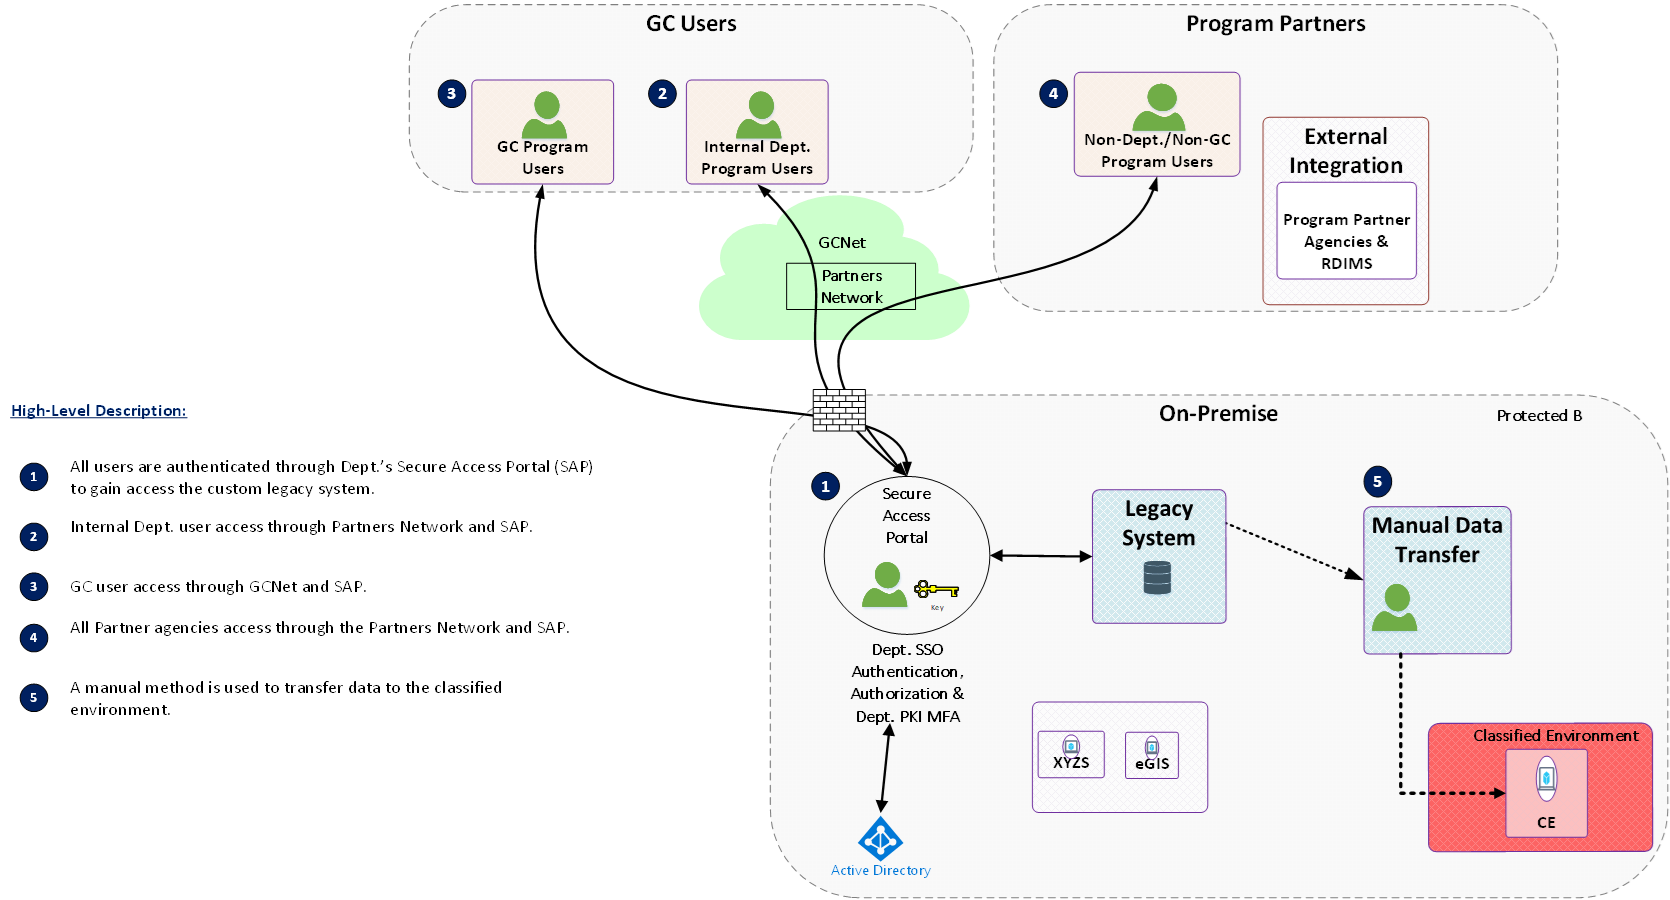 GC Users
3
GC Program
Users
2
Internal Dept.
Program Users
Program Partners
4
Non-Dept./Non-GC
Program Users
External
Integration
Program Partner
Agencies &
RDIMS
GCNet
Partners
Network
High-Level Description:
1
All users are authenticated through Dept.’s Secure Access Portal (SAP)
to gain access the custom legacy system.
2
Internal Dept. user access through Partners Network and SAP.
3
GC user access through GCNet and SAP.
4
All Partner agencies access through the Partners Network and SAP.
5
A manual method is used to transfer data to the classified
environment.
On-Premise
Protected B
1
Secure
Access
Portal
Key
Dept. SSO
Authentication,
Authorization &
Dept. PKI MFA
Active Directory
Legacy
System
5
Manual Data
Transfer
XYZS
eGIS
Classified Environment
CE